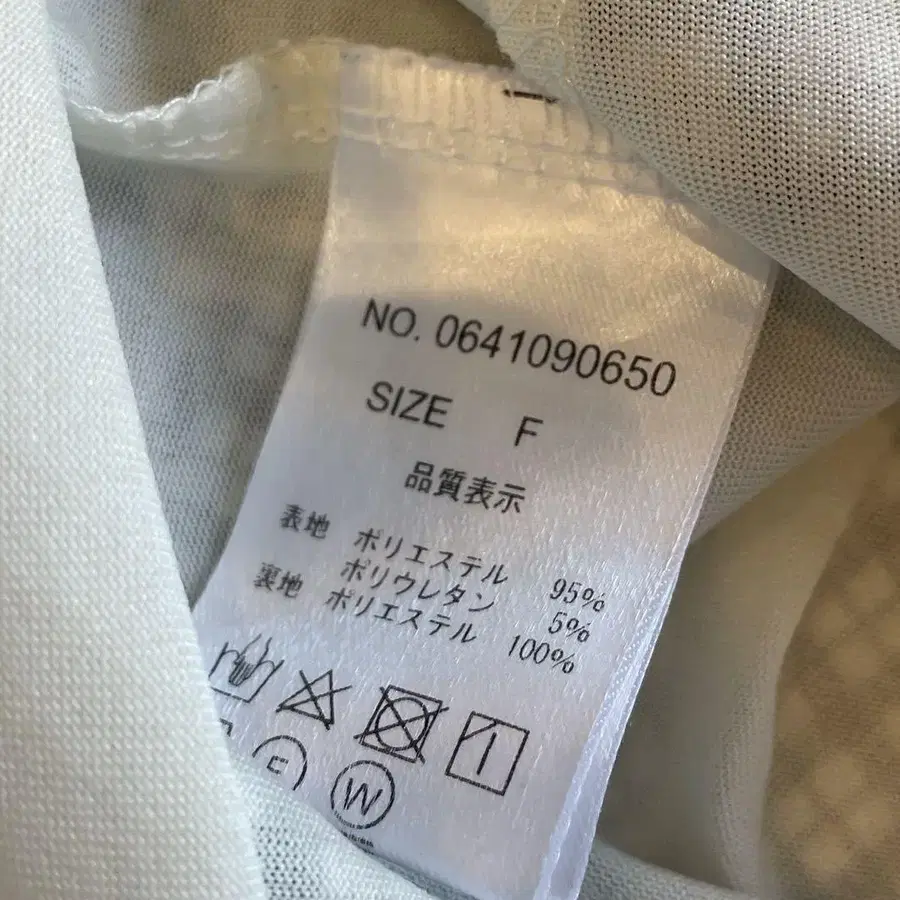 NO. 0641090650
SIZE F
品質表示
表地 ポリエステル 95%
ポリウレタン 5%
裏地 ポリエステル 100%
W